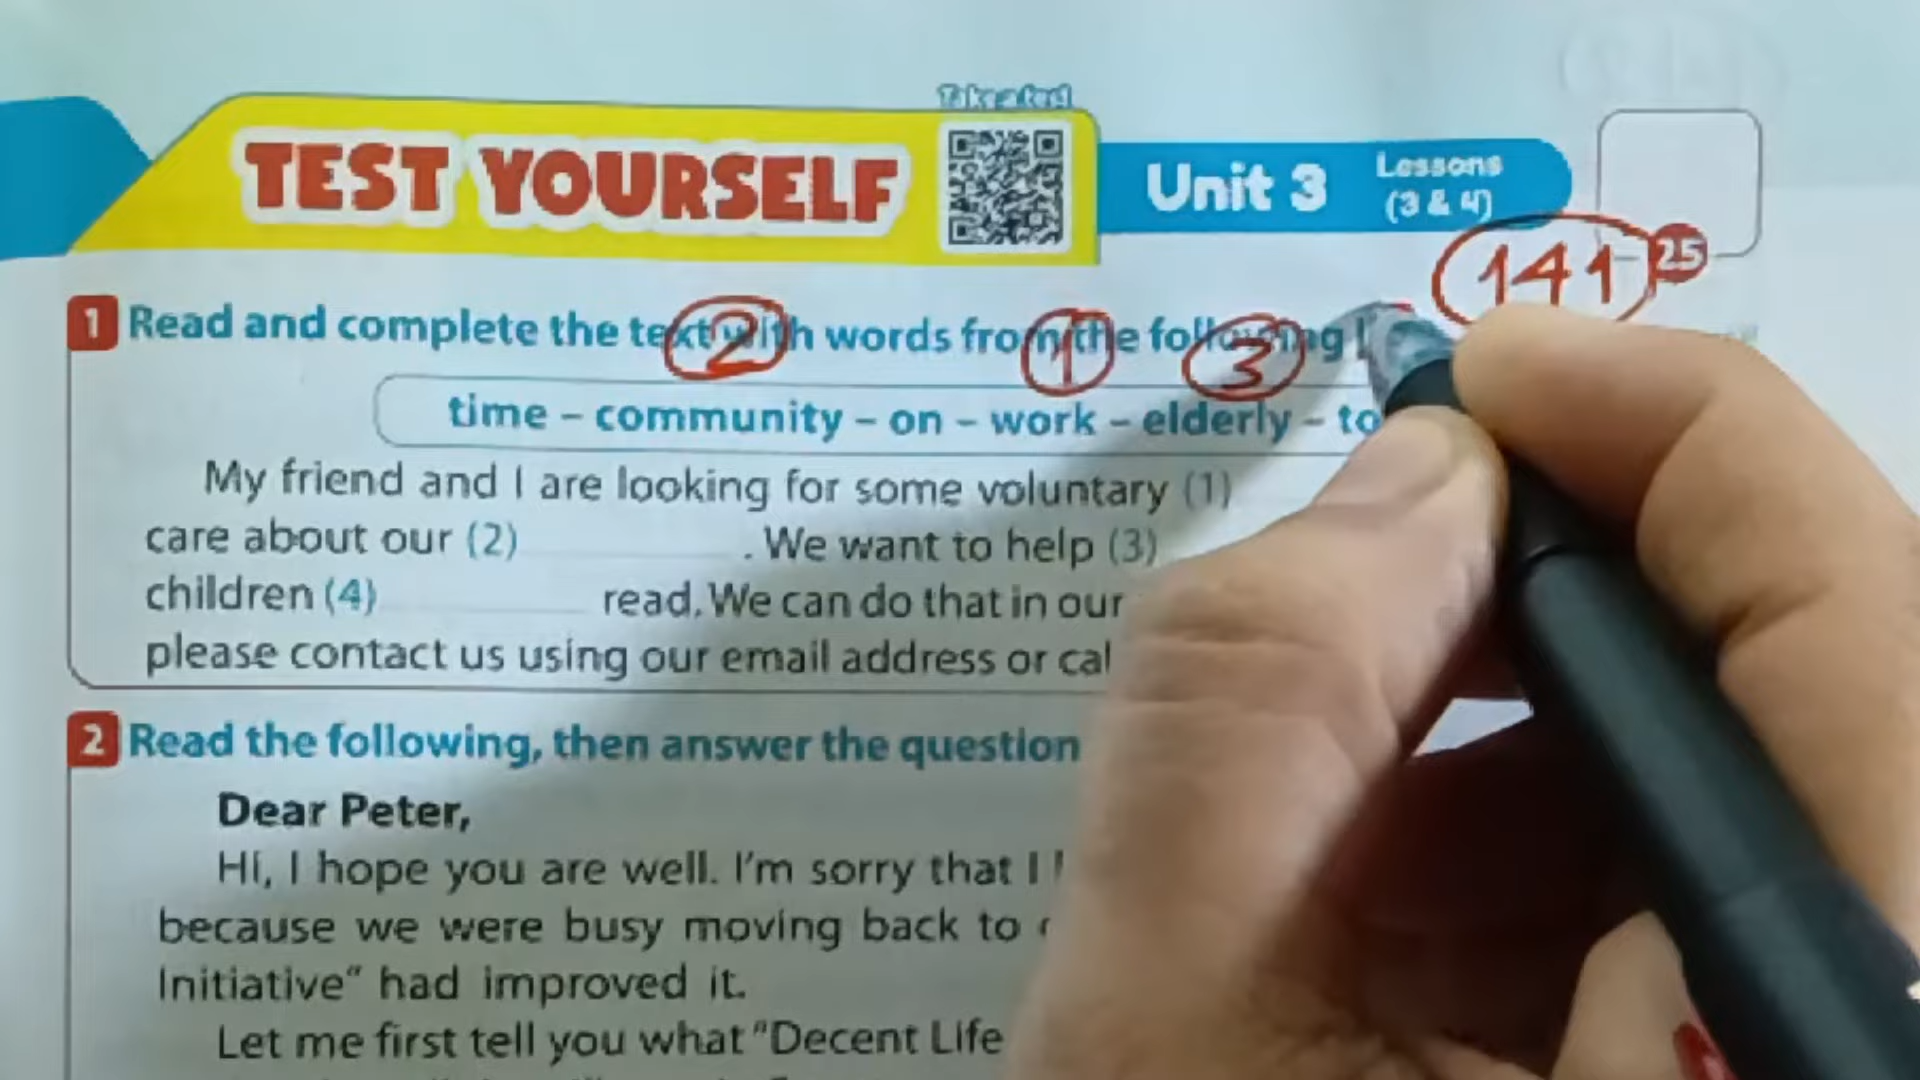 Take a test
TEST YOURSELF
Unit 3
Lessons
(3 & 4)
141
25
1 Read and complete the text with words from the following
2
1
3
time – community – on – work – elderly – to
My friend and I are looking for some voluntary (1)
care about our (2) . We want to help (3)
children (4) read. We can do that in our
please contact us using our email address or cal
2 Read the following, then answer the question
Dear Peter,
Hi, I hope you are well. I'm sorry that I
because we were busy moving back to
Initiative" had improved it.
Let me first tell you what "Decent Life